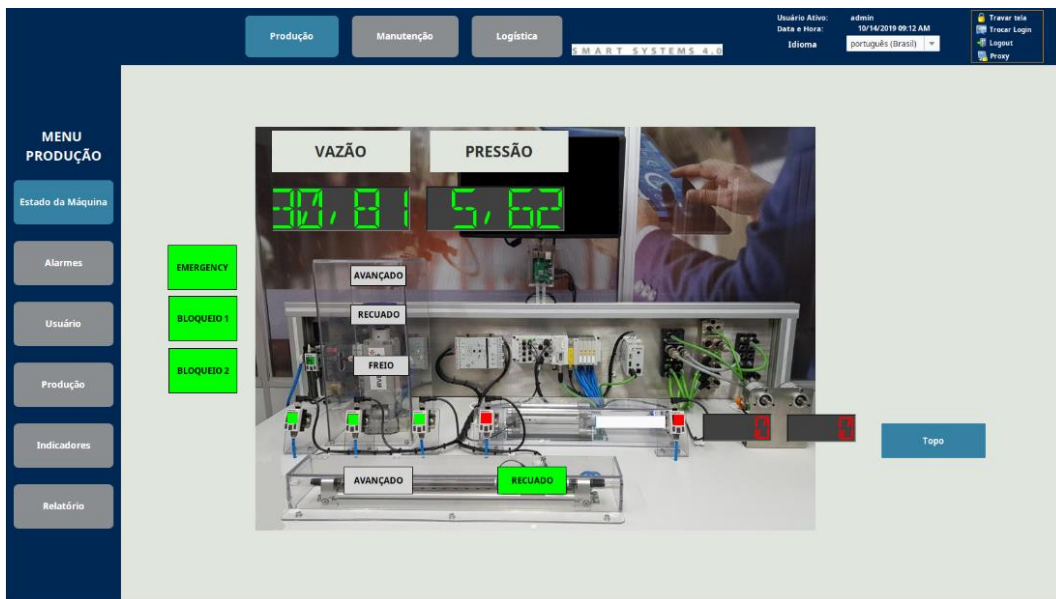 Produção
Manutenção
Logística
SMART SYSTEMS 4.0
Usuário Ativo: admin
Data e Hora: 10/14/2019 09:12 AM
Idioma português (Brasil)
Travar tela
Trocar Login
Logout
Proxy
MENU
PRODUÇÃO
Estado da Máquina
Alarmes
Usuário
Produção
Indicadores
Relatório
VAZÃO
PRESSÃO
30,81
5,62
EMERGENCY
BLOQUEIO 1
BLOQUEIO 2
AVANÇADO
RECUADO
FREIO
0
0
Topo
AVANÇADO
RECUADO